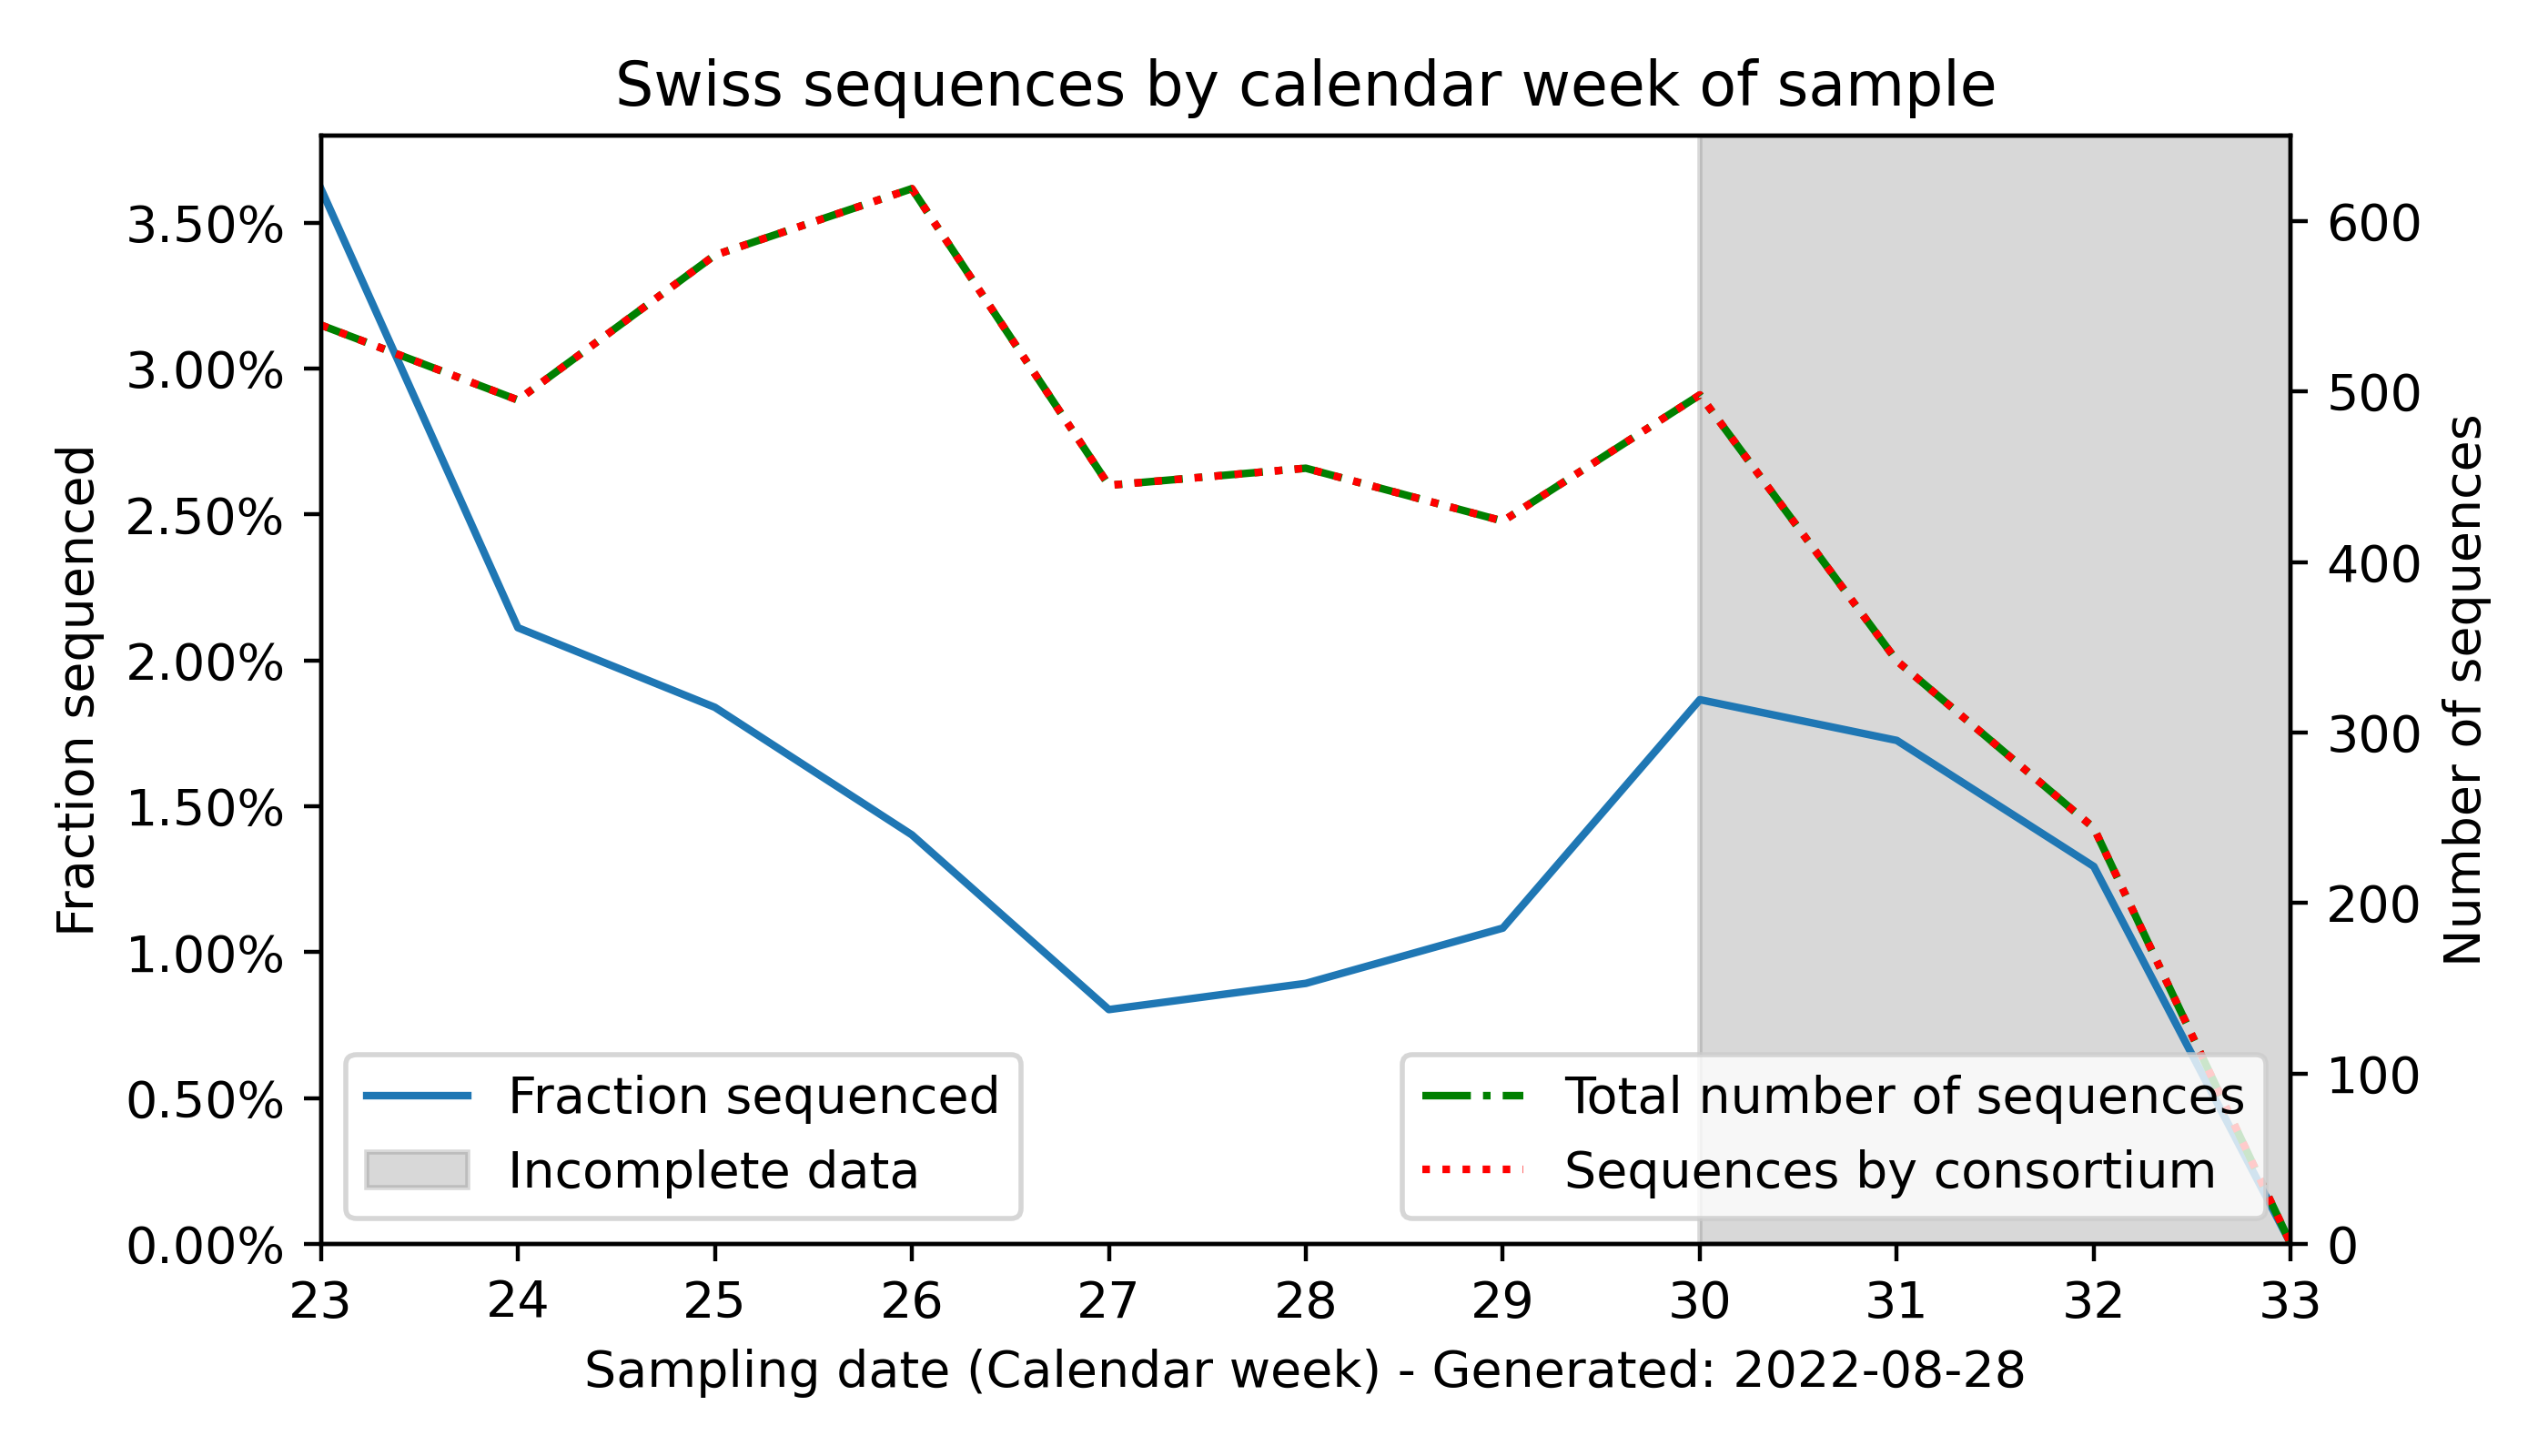 Swiss sequences by calendar week of sample
3.50%
3.00%
2.50%
2.00%
1.50%
1.00%
0.50%
0.00%
Fraction sequenced
600
500
400
300
200
100
0
Number of sequences
Fraction sequenced
Incomplete data
Total number of sequences
Sequences by consortium
23 24 25 26 27 28 29 30 31 32 33
Sampling date (Calendar week) - Generated: 2022-08-28